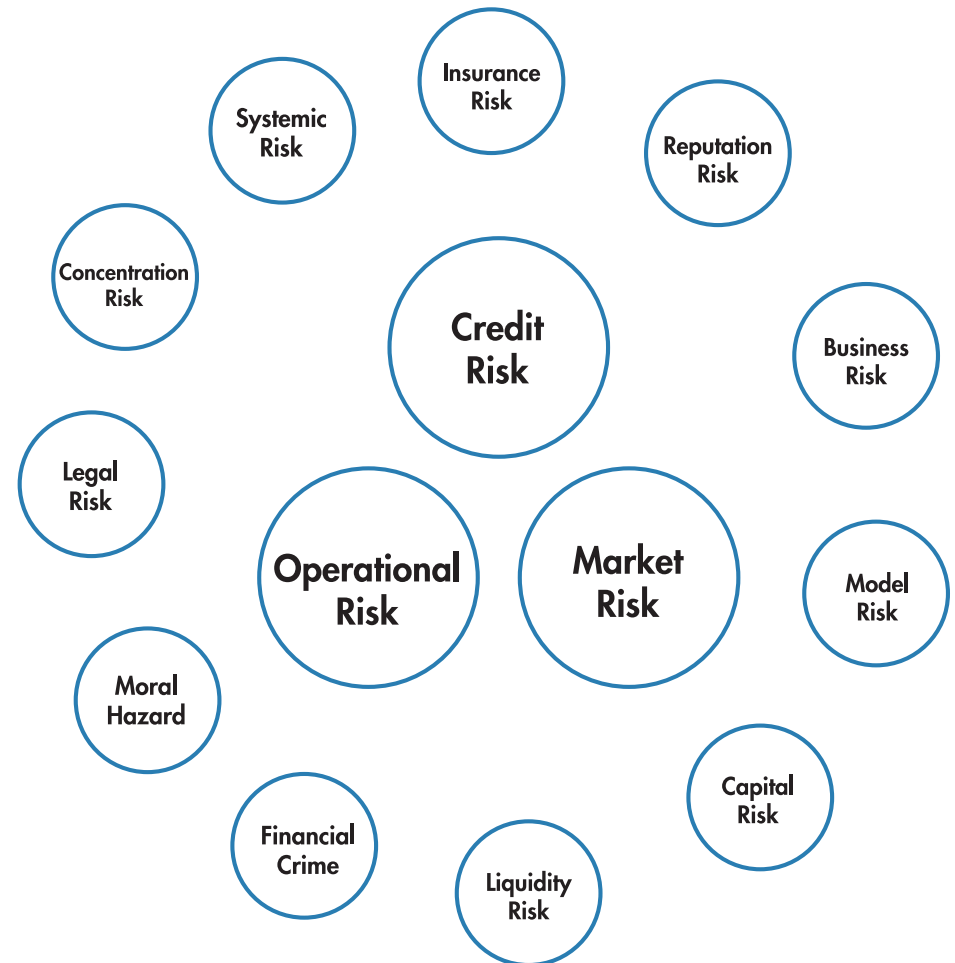 Insurance
Risk
Systemic
Risk
Reputation
Risk
Concentration
Risk
Credit
Risk
Business
Risk
Legal
Risk
Operational
Risk
Market
Risk
Model
Risk
Moral
Hazard
Capital
Risk
Financial
Crime
Liquidity
Risk